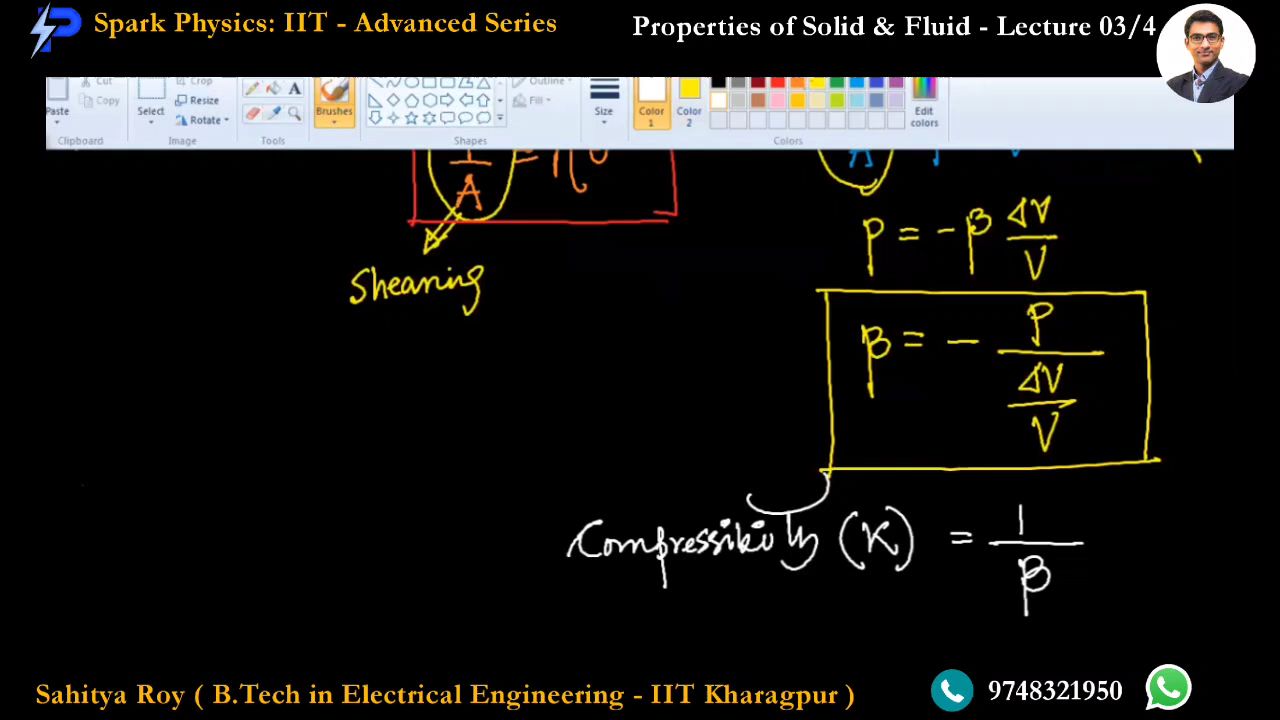 Spark Physics: IIT - Advanced Series
Properties of Solid & Fluid - Lecture 03/4
Paste
Cut
Copy
Clipboard
Select
Crop
Resize
Rotate
Image
A
Tools
Brushes
Shapes
Outline
Fill
Size
Color 1
Color 2
Colors
Edit colors
A = η
A
Shearing
P = - β ΔV/V
β = - P/(ΔV/V)
Compressibility (K) = 1/β
Sahitya Roy ( B.Tech in Electrical Engineering - IIT Kharagpur )
9748321950